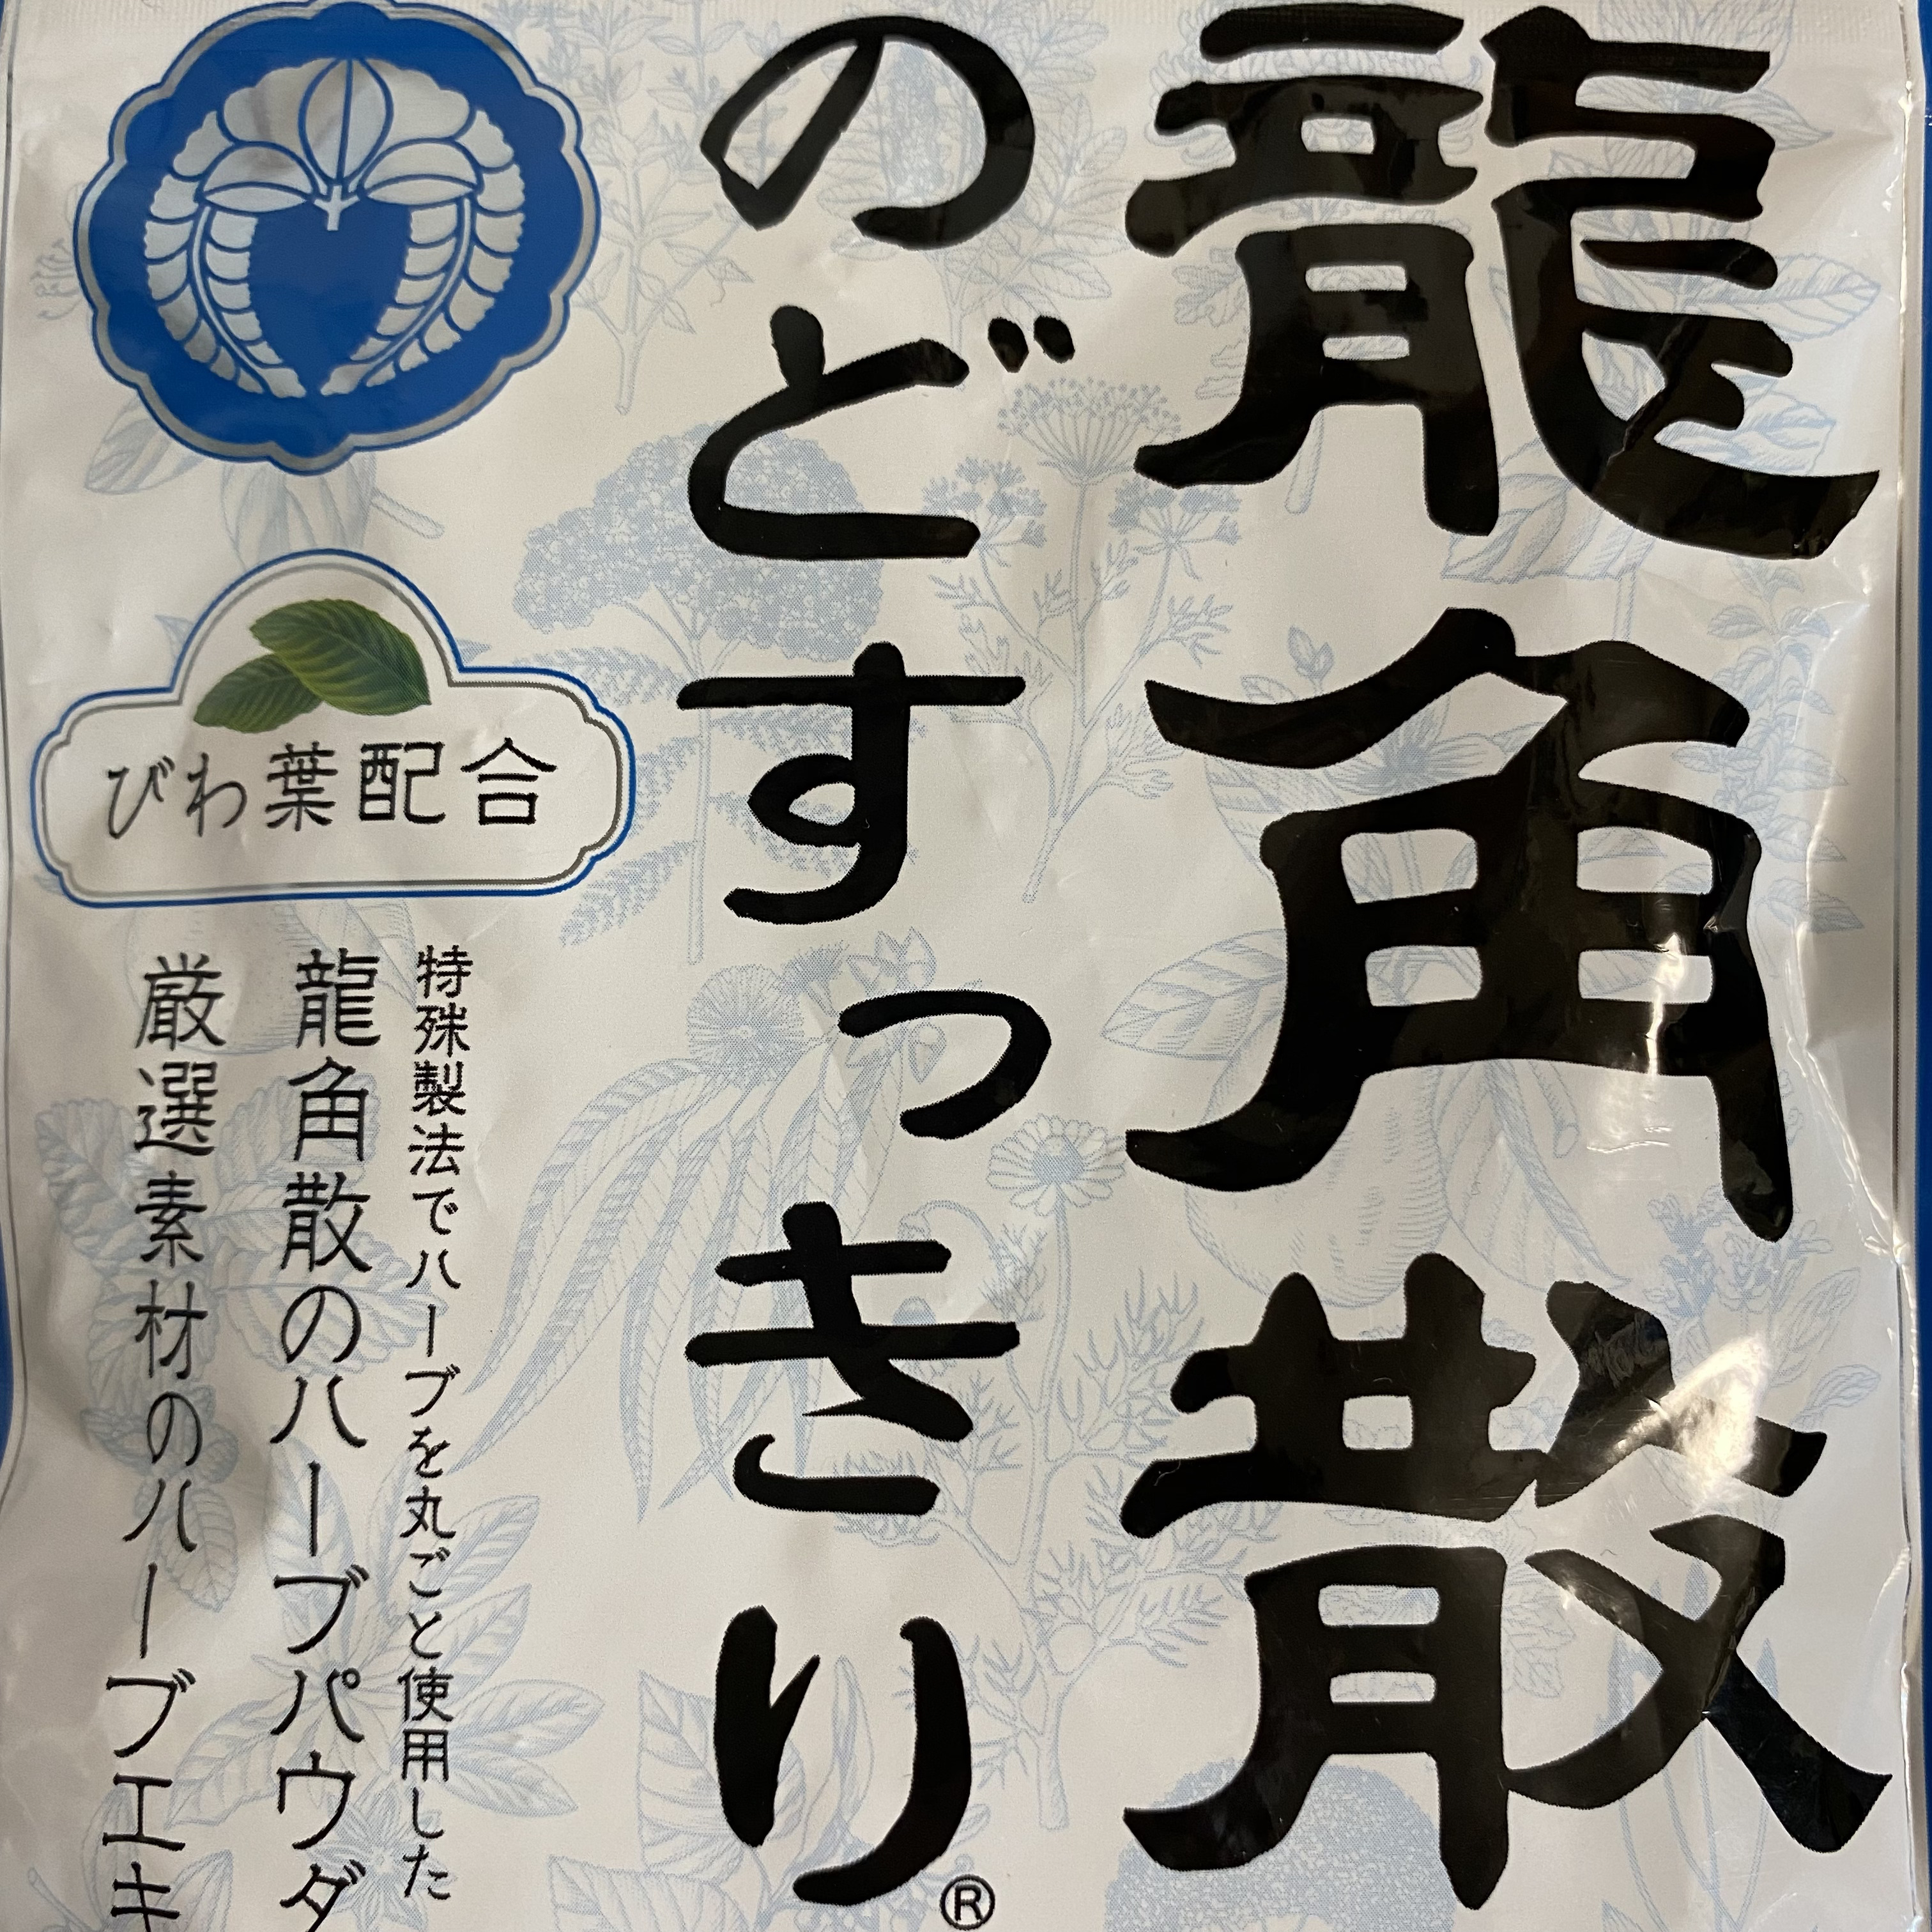 龍角散
のどすっきり®
びわ葉配合
特殊製法でハーブを丸ごと使用した
龍角散のハーブパウダ
厳選素材のハーブエキ